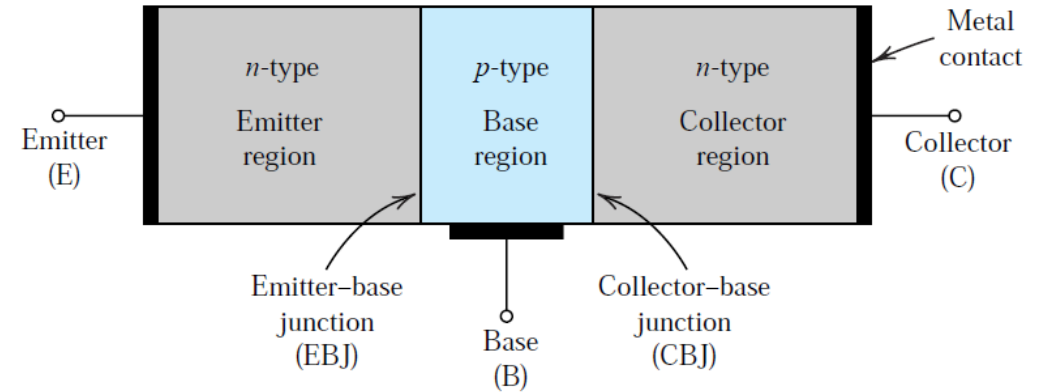 n-type
Emitter
region
p-type
Base
region
n-type
Collector
region
Metal
contact
Emitter
(E)
Collector
(C)
Emitter–base
junction
(EBJ)
Base
(B)
Collector–base
junction
(CBJ)